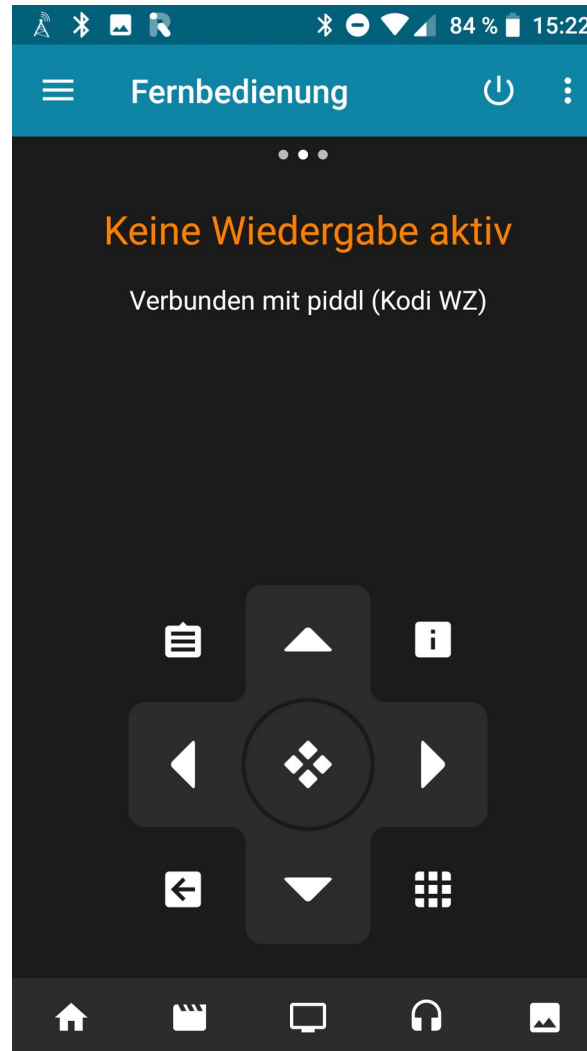 84 % 15:22
Fernbedienung
Keine Wiedergabe aktiv
Verbunden mit piddl (Kodi WZ)